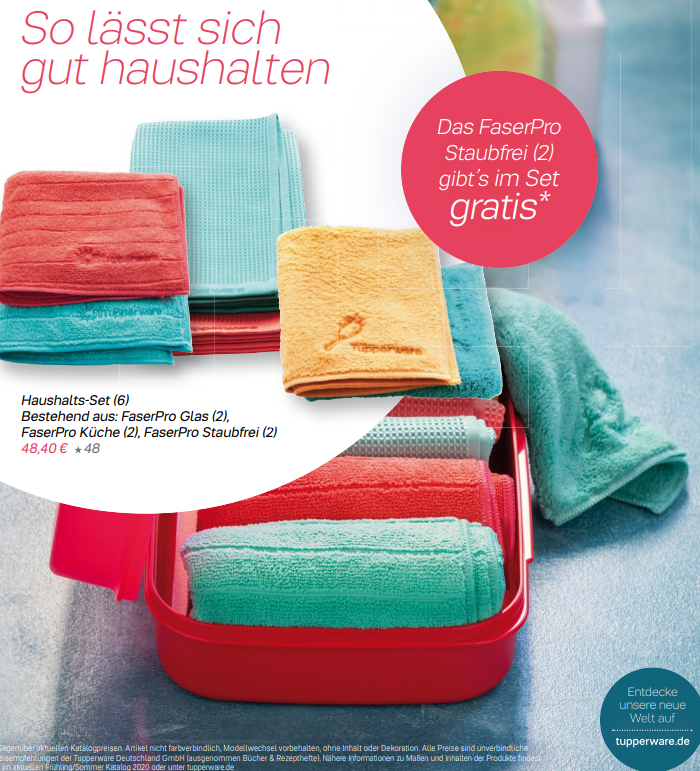 So lässt sich
gut haushalten
Das FaserPro
Staubfrei (2)
gibt's im Set
gratis*
Tupperware
Tupperware
Haushalts-Set (6)
Bestehend aus: FaserPro Glas (2),
FaserPro Küche (2), FaserPro Staubfrei (2)
48,40 € ★48
Entdecke
unsere neue
Welt auf
tupperware.de
Gegenüber aktuellen Katalogpreisen. Artikel nicht farbverbindlich, Modellwechsel vorbehalten, ohne Inhalt oder Dekoration. Alle Preise sind unverbindliche
eisempfehlungen der Tupperware Deutschland GmbH (ausgenommen Bücher & Rezepthefte). Nähere Informationen zu Maßen und Inhalten der Produkte findest
im aktuellen Frühling/Sommer Katalog 2020 oder unter tupperware.de